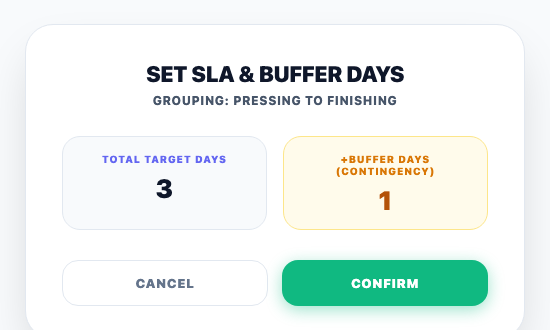 SET SLA & BUFFER DAYS
GROUPING: PRESSING TO FINISHING
TOTAL TARGET DAYS
3
+BUFFER DAYS
(CONTINGENCY)
1
CANCEL
CONFIRM